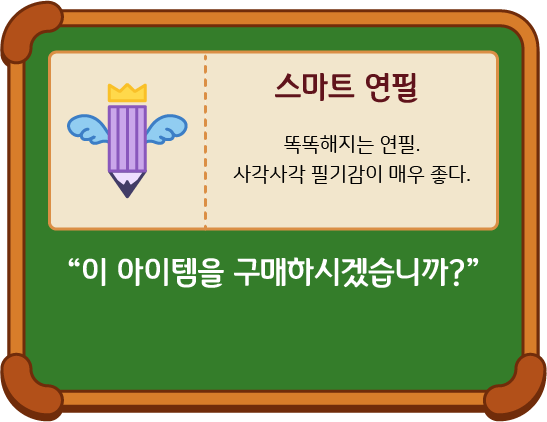 스마트 연필
똑똑해지는 연필.
사각사각 필기감이 매우 좋다.
“이 아이템을 구매하시겠습니까?”